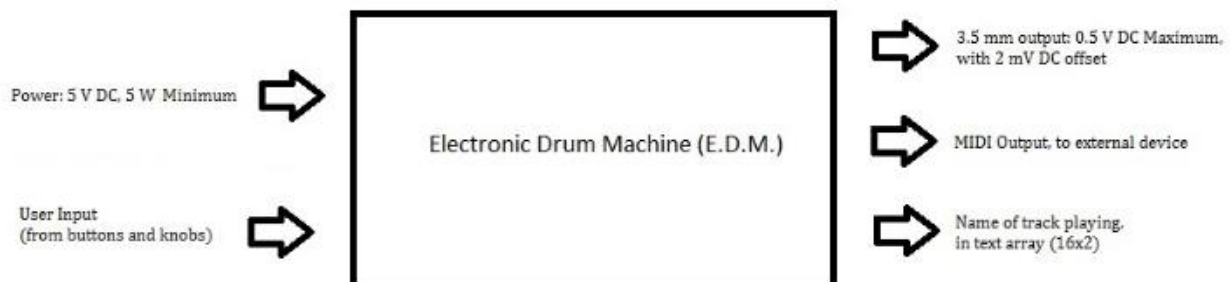 Power: 5 V DC, 5 W Minimum
User Input
(from buttons and knobs)
Electronic Drum Machine (E.D.M.)
3.5 mm output: 0.5 V DC Maximum,
with 2 mV DC offset
MIDI Output, to external device
Name of track playing,
in text array (16x2)